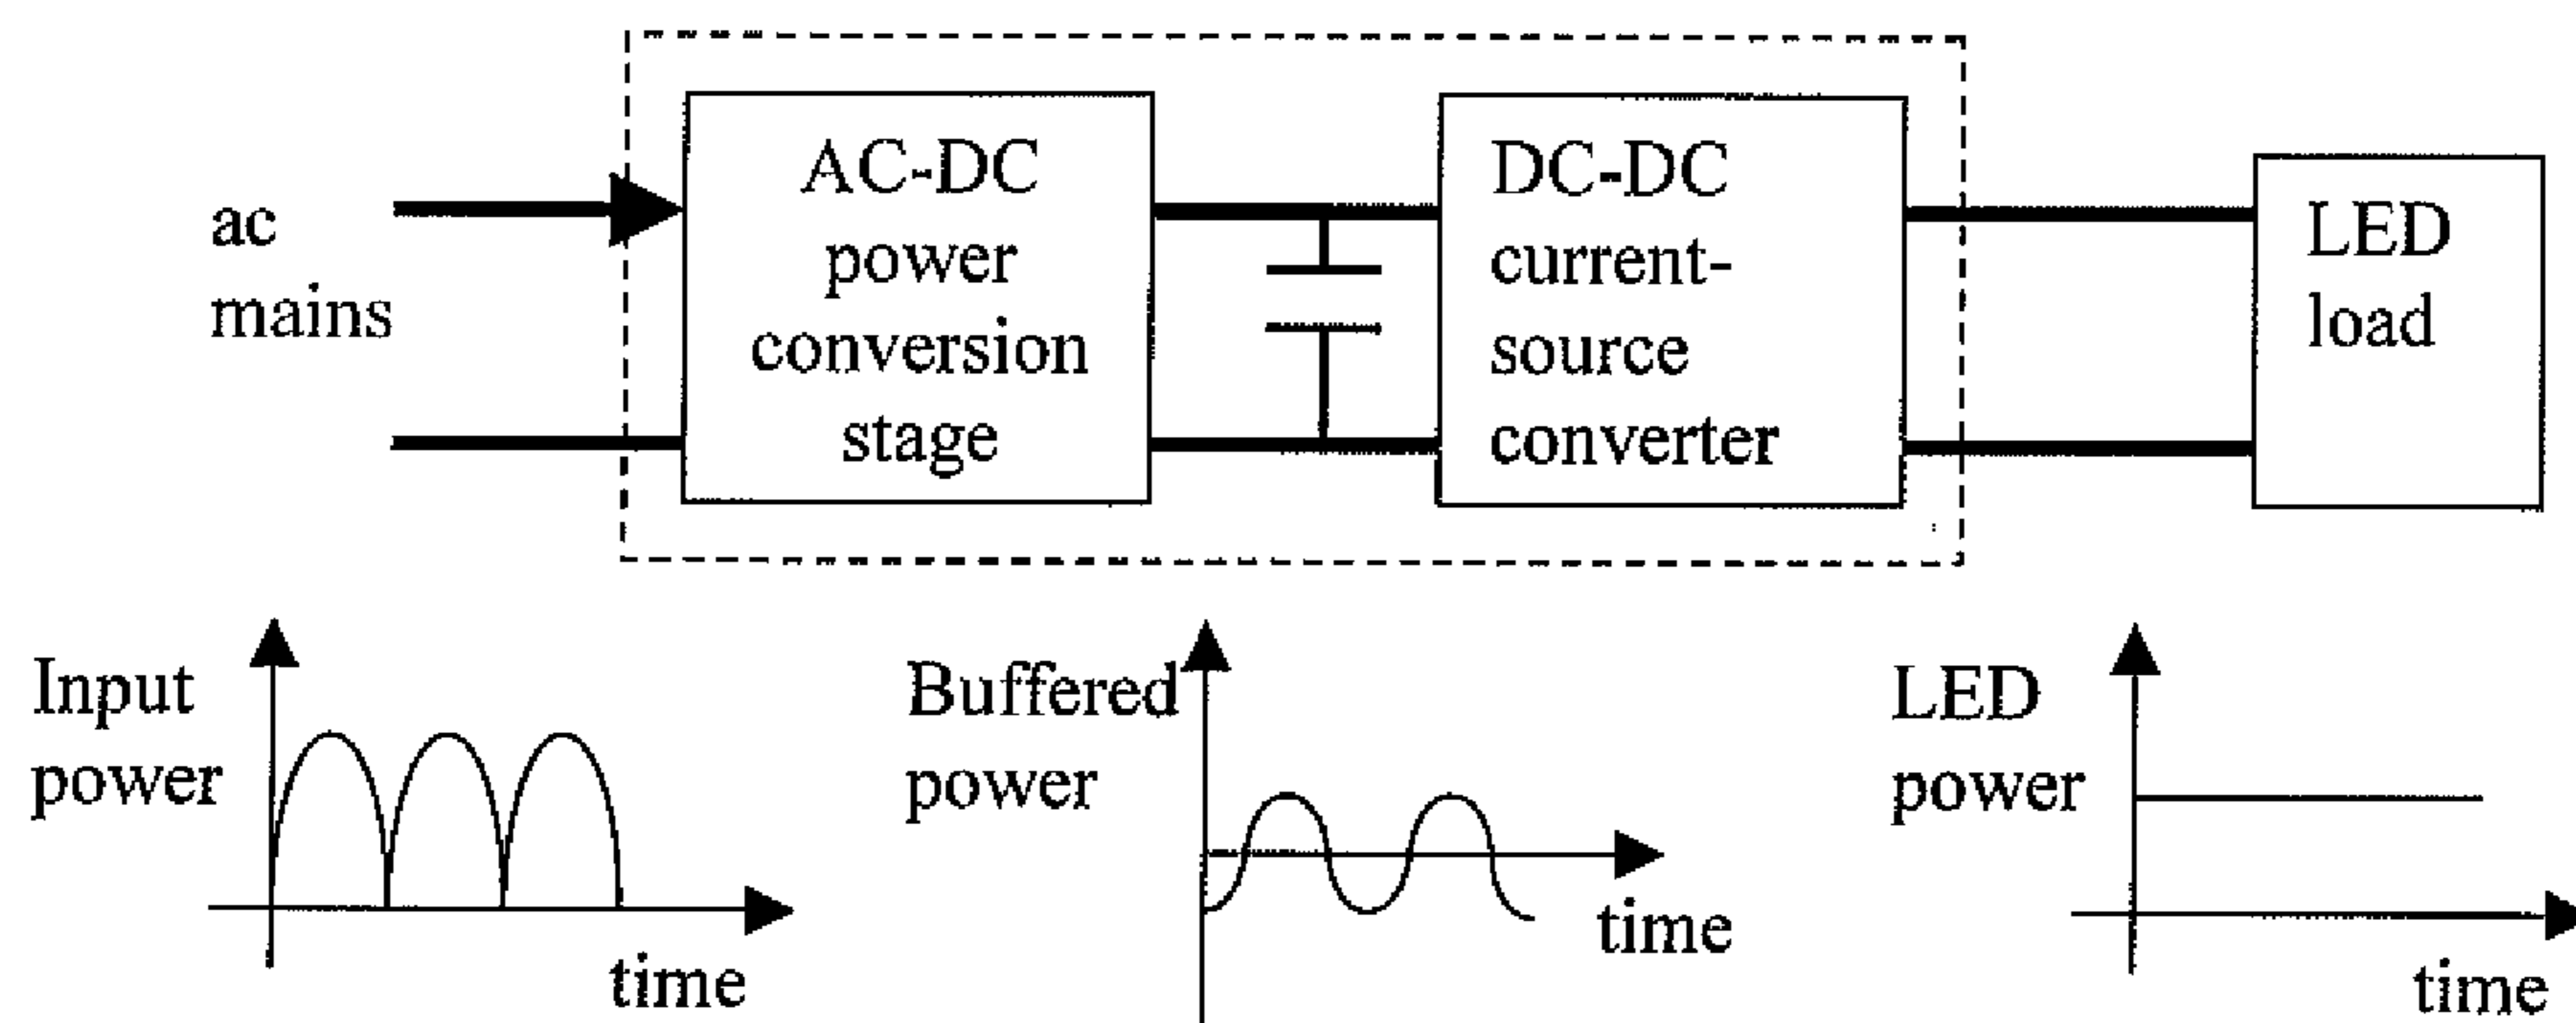 ac
mains
AC-DC
power
conversion
stage
DC-DC
current-
source
converter
LED
load
Input
power
time
Buffered
power
time
LED
power
time